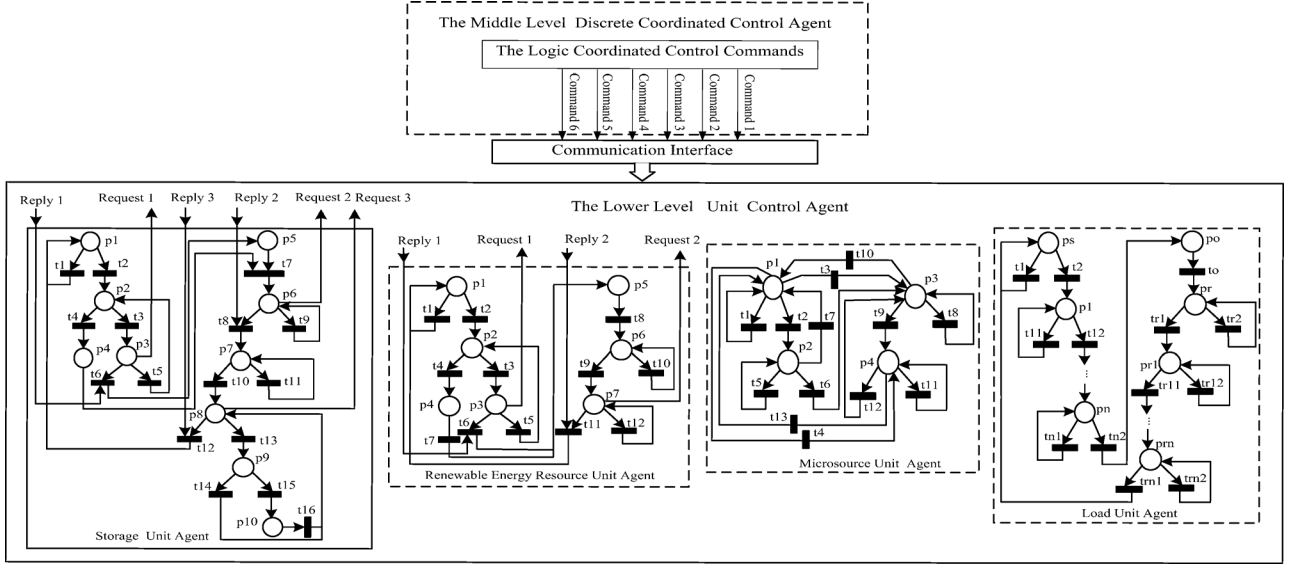 The Middle Level Discrete Coordinated Control Agent
The Logic Coordinated Control Commands
Command 6
Command 5
Command 4
Command 3
Command 2
Command 1
Communication Interface
The Lower Level Unit Control Agent
Reply 1
Request 1
Reply 3
Reply 2
Request 2
Request 3
p1
t1
t2
p2
t4
t3
p4
p3
t6
t5
p5
t7
p6
t8
t9
p7
t10
t11
p8
t12
t13
p9
t14
t15
p10
t16
Storage Unit Agent
Reply 1
Request 1
Reply 2
Request 2
p1
t1
t2
p2
t4
t3
p4
p3
t6
t5
t7
p5
t8
p6
t9
t10
p7
t11
t12
Renewable Energy Resource Unit Agent
t10
p1
t3
p3
t1
t2
t7
t9
t8
p2
p4
t5
t6
t12
t11
t13
t4
Microsource Unit Agent
ps
t1
t2
p1
t11
t12
pn
tn1
tn2
po
to
pr
tr1
tr2
pr1
tr11
tr12
prn
trn1
trn2
Load Unit Agent